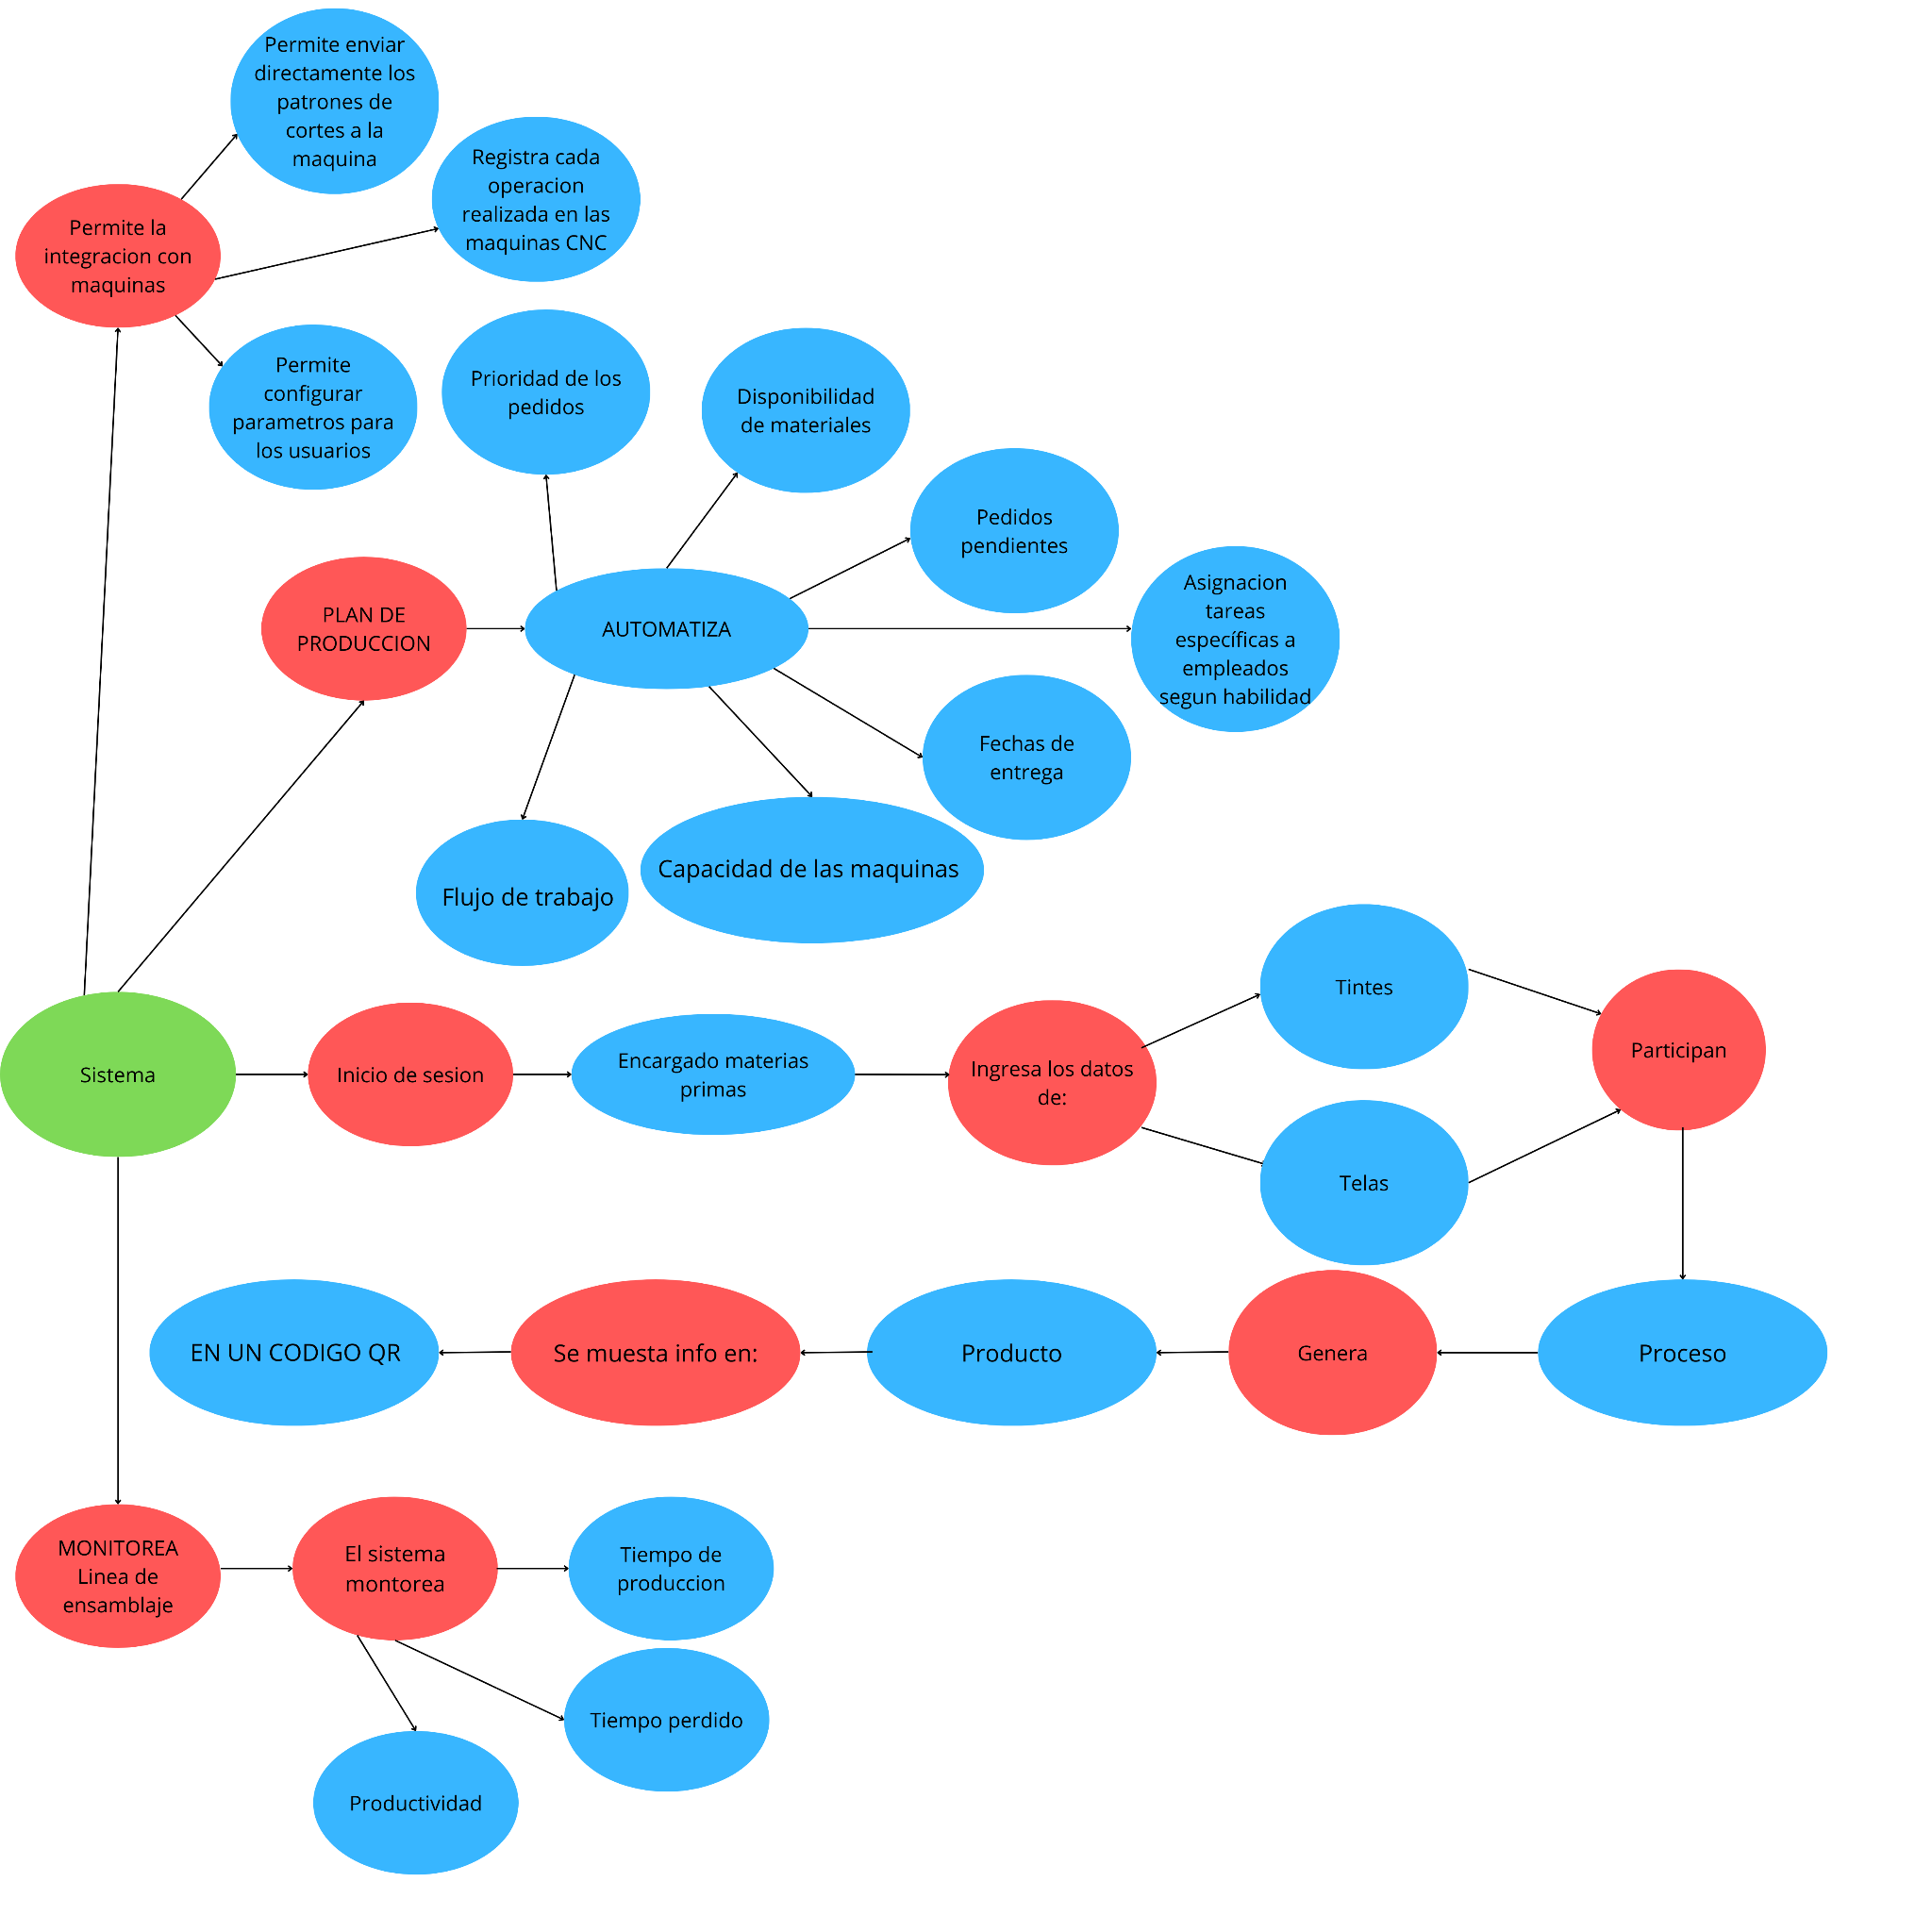 Permite enviar
directamente los
patrones de
cortes a la
maquina
Registra cada
operacion
realizada en las
maquinas CNC
Permite la
integracion con
maquinas
Permite
configurar
parametros para
los usuarios
Prioridad de los
pedidos
Disponibilidad
de materiales
Pedidos
pendientes
Asignacion
tareas
específicas a
empleados
segun habilidad
PLAN DE
PRODUCCION
AUTOMATIZA
Fechas de
entrega
Capacidad de las maquinas
Flujo de trabajo
Sistema
Inicio de sesion
Encargado materias
primas
Ingresa los datos
de:
Tintes
Telas
Participan
EN UN CODIGO QR
Se muesta info en:
Producto
Genera
Proceso
MONITOREA
Linea de
ensamblaje
El sistema
montorea
Tiempo de
produccion
Tiempo perdido
Productividad